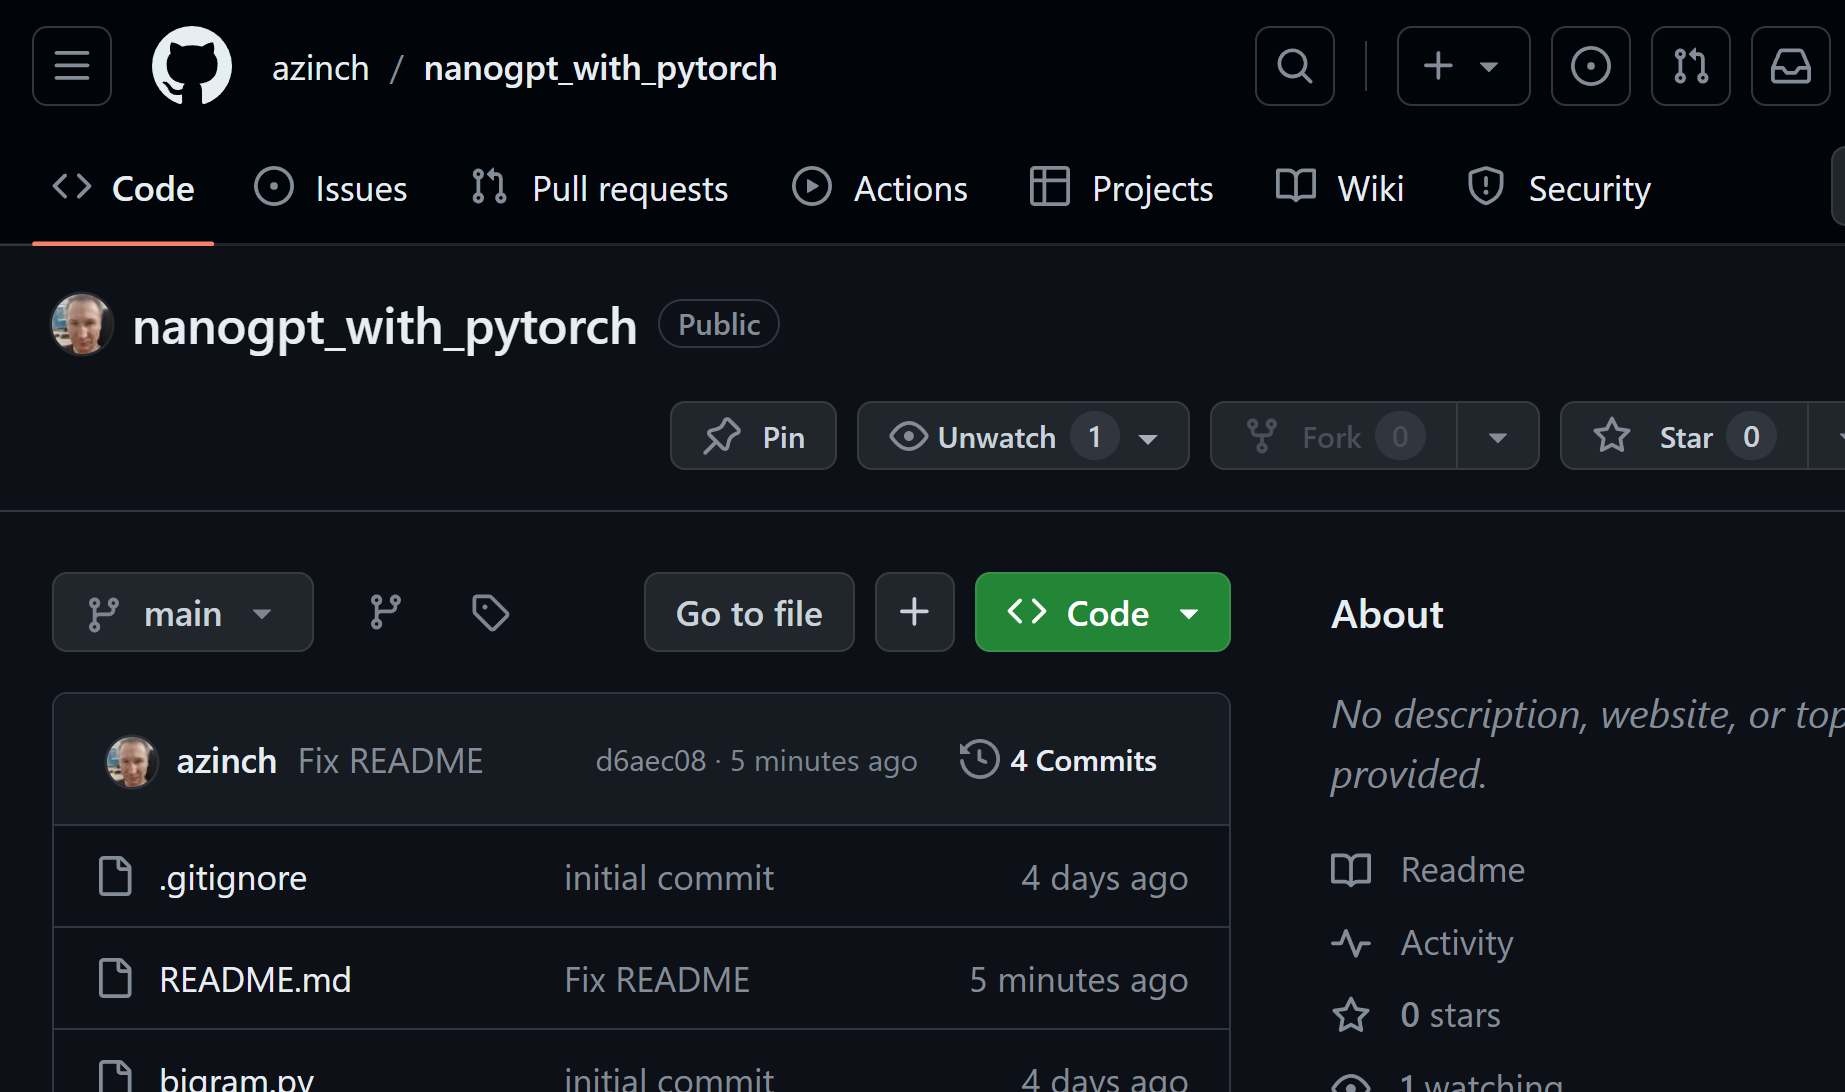 azinch / nanogpt_with_pytorch
Code Issues Pull requests Actions Projects Wiki Security
nanogpt_with_pytorch Public
Pin Unwatch 1 Fork 0 Star 0
main Go to file Code
About
No description, website, or top
provided.
azinch Fix README d6aec08 · 5 minutes ago 4 Commits
.gitignore initial commit 4 days ago
Readme
Activity
README.md Fix README 5 minutes ago
0 stars
bigram.py initial commit 4 days ago
1 watching